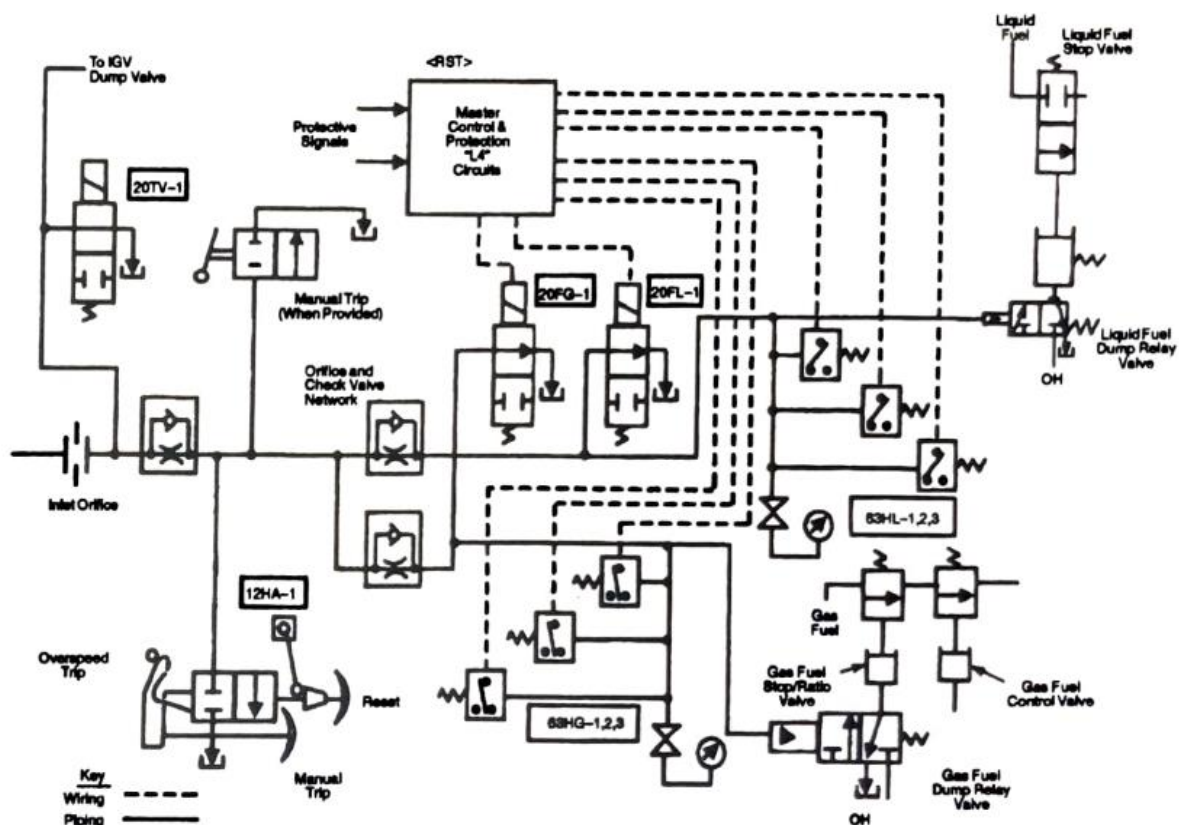 Liquid
Fuel
Liquid Fuel
Stop Valve
To IGV
Dump Valve
<RST>
Protective
Signals
Master
Control &
Protection
"L4"
Circuits
20TV-1
Manual Trip
(When Provided)
20FG-1
20FL-1
Liquid Fuel
Dump Relay
Valve
OH
Orifice and
Check Valve
Network
Inlet Orifice
63HL-1,2,3
12HA-1
Overspeed
Trip
Reset
Gas
Fuel
Gas Fuel
Stop/Ratio
Valve
Gas Fuel
Control Valve
63HG-1,2,3
Manual
Trip
Key
Wiring
Piping
Gas Fuel
Dump Relay
Valve
OH